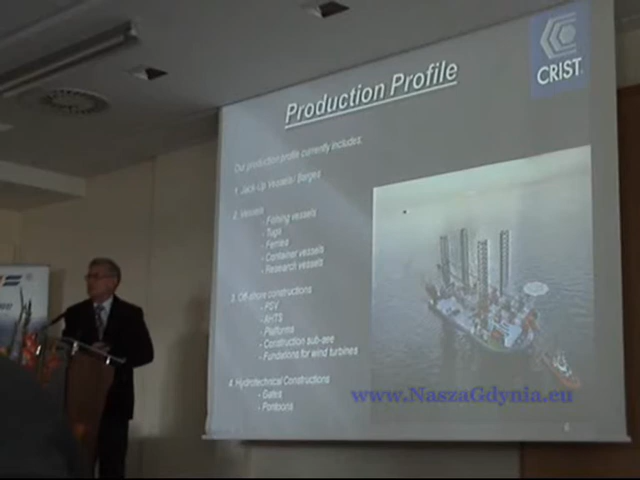 CRIST
Production Profile
Our production profile currently includes:
1. Jack-Up Vessels/ Barges
2. Vessels
- Fishing vessels
- Tugs
- Ferries
- Container vessels
- Research vessels
3. Off-shore constructions
- PSV
- AHTS
- Platforms
- Construction sub-sea
- Fundations for wind turbines
4. Hydrotechnical Constructions
- Gates
- Pontoons
www.NaszaGdynia.eu
6